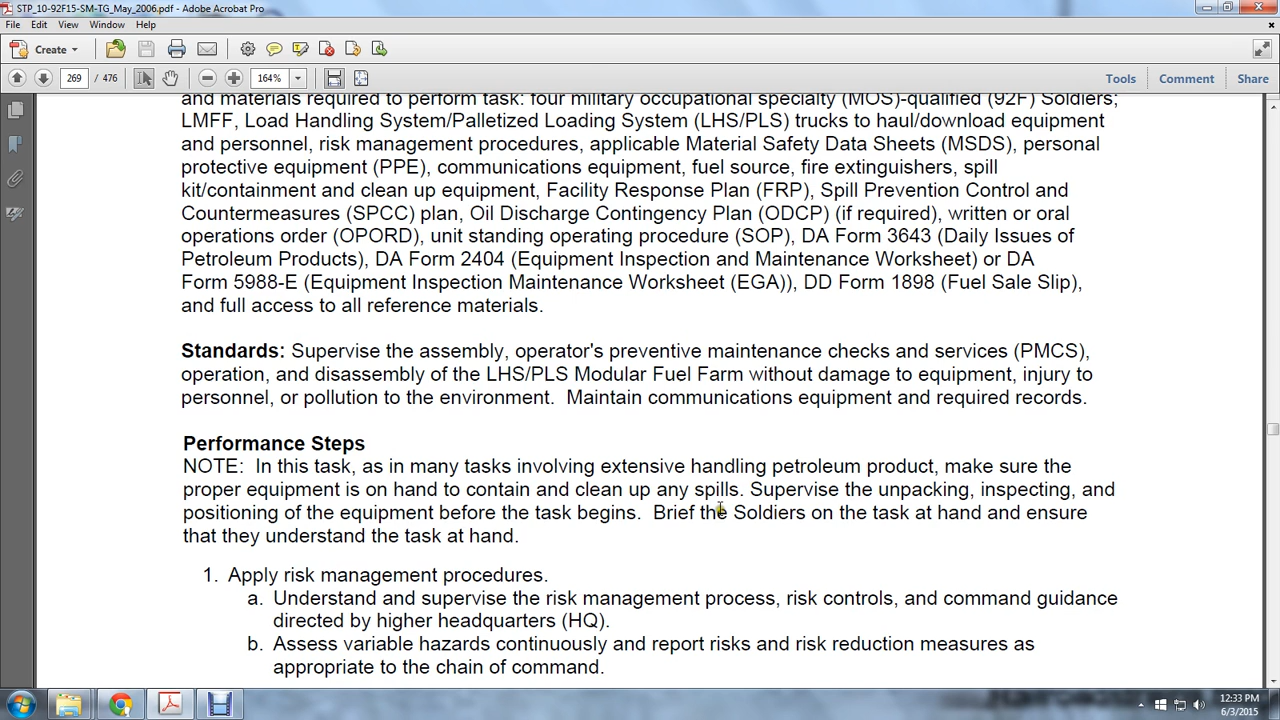 STP_10-92F15-SM-TG_May_2006.pdf - Adobe Acrobat Pro
File Edit View Window Help
Create
269 / 476 164% Tools Comment Share
and materials required to perform task: four military occupational specialty (MOS)-qualified (92F) Soldiers;
LMFF, Load Handling System/Palletized Loading System (LHS/PLS) trucks to haul/download equipment
and personnel, risk management procedures, applicable Material Safety Data Sheets (MSDS), personal
protective equipment (PPE), communications equipment, fuel source, fire extinguishers, spill
kit/containment and clean up equipment, Facility Response Plan (FRP), Spill Prevention Control and
Countermeasures (SPCC) plan, Oil Discharge Contingency Plan (ODCP) (if required), written or oral
operations order (OPORD), unit standing operating procedure (SOP), DA Form 3643 (Daily Issues of
Petroleum Products), DA Form 2404 (Equipment Inspection and Maintenance Worksheet) or DA
Form 5988-E (Equipment Inspection Maintenance Worksheet (EGA)), DD Form 1898 (Fuel Sale Slip),
and full access to all reference materials.
Standards: Supervise the assembly, operator's preventive maintenance checks and services (PMCS),
operation, and disassembly of the LHS/PLS Modular Fuel Farm without damage to equipment, injury to
personnel, or pollution to the environment. Maintain communications equipment and required records.
Performance Steps
NOTE: In this task, as in many tasks involving extensive handling petroleum product, make sure the
proper equipment is on hand to contain and clean up any spills. Supervise the unpacking, inspecting, and
positioning of the equipment before the task begins. Brief the Soldiers on the task at hand and ensure
that they understand the task at hand.
1. Apply risk management procedures.
a. Understand and supervise the risk management process, risk controls, and command guidance
directed by higher headquarters (HQ).
b. Assess variable hazards continuously and report risks and risk reduction measures as
appropriate to the chain of command.
12:33 PM
6/3/2015